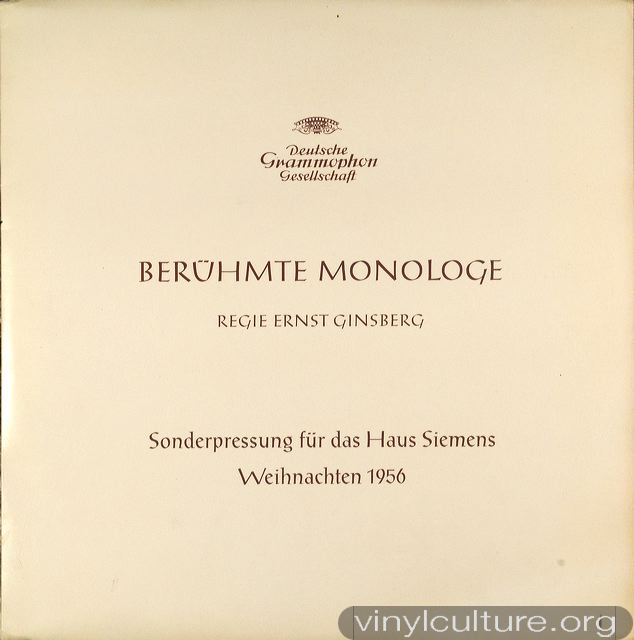 Deutsche
Grammophon
Gesellschaft
BERÜHMTE MONOLOGE
REGIE ERNST GINSBERG
Sonderpressung für das Haus Siemens
Weihnachten 1956
vinylculture.org